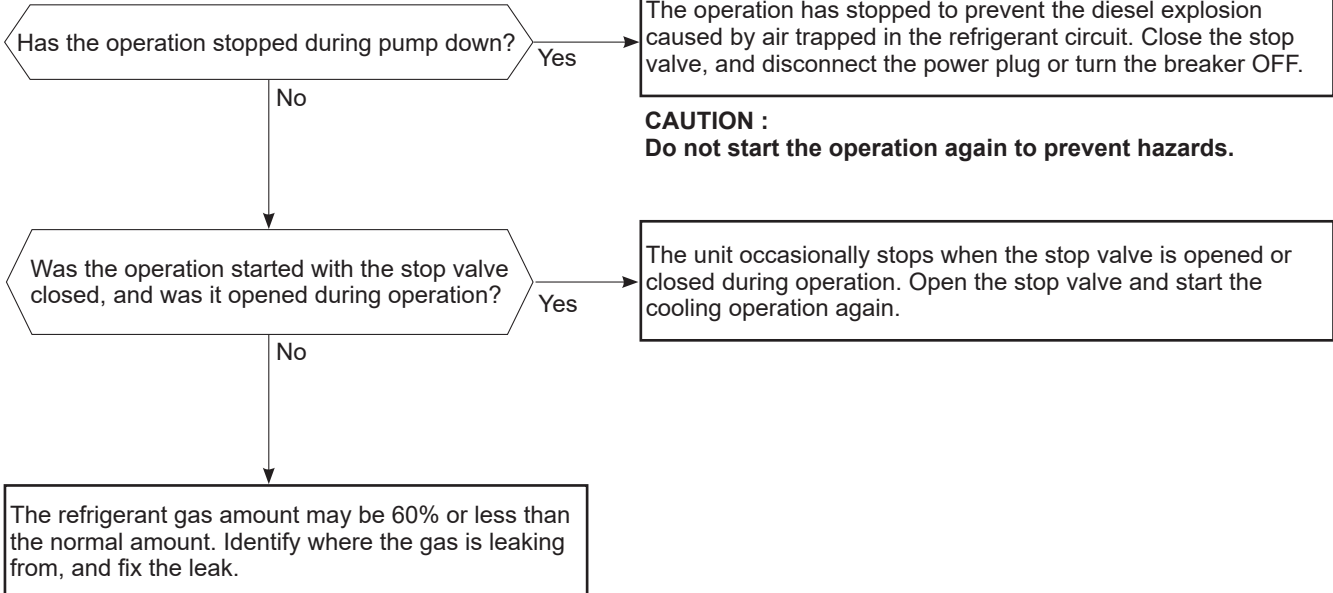 Has the operation stopped during pump down?
Yes
The operation has stopped to prevent the diesel explosion
caused by air trapped in the refrigerant circuit. Close the stop
valve, and disconnect the power plug or turn the breaker OFF.
No
CAUTION :
Do not start the operation again to prevent hazards.
Was the operation started with the stop valve
closed, and was it opened during operation?
Yes
The unit occasionally stops when the stop valve is opened or
closed during operation. Open the stop valve and start the
cooling operation again.
No
The refrigerant gas amount may be 60% or less than
the normal amount. Identify where the gas is leaking
from, and fix the leak.